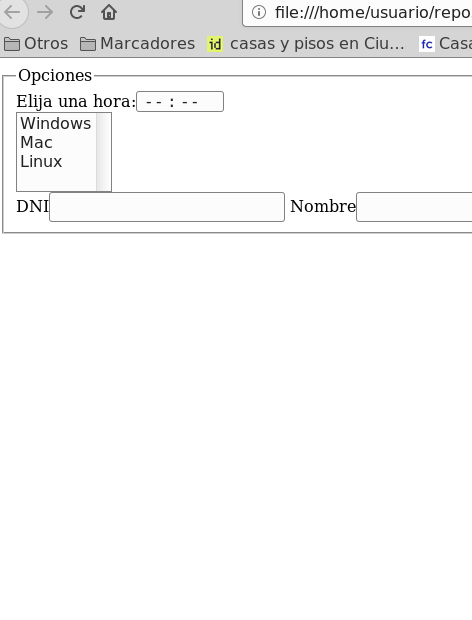 file:///home/usuario/repo
Otros Marcadores id casas y pisos en Ciu... fc Casa
Opciones
Elija una hora: --:--
Windows
Mac
Linux
DNI Nombre